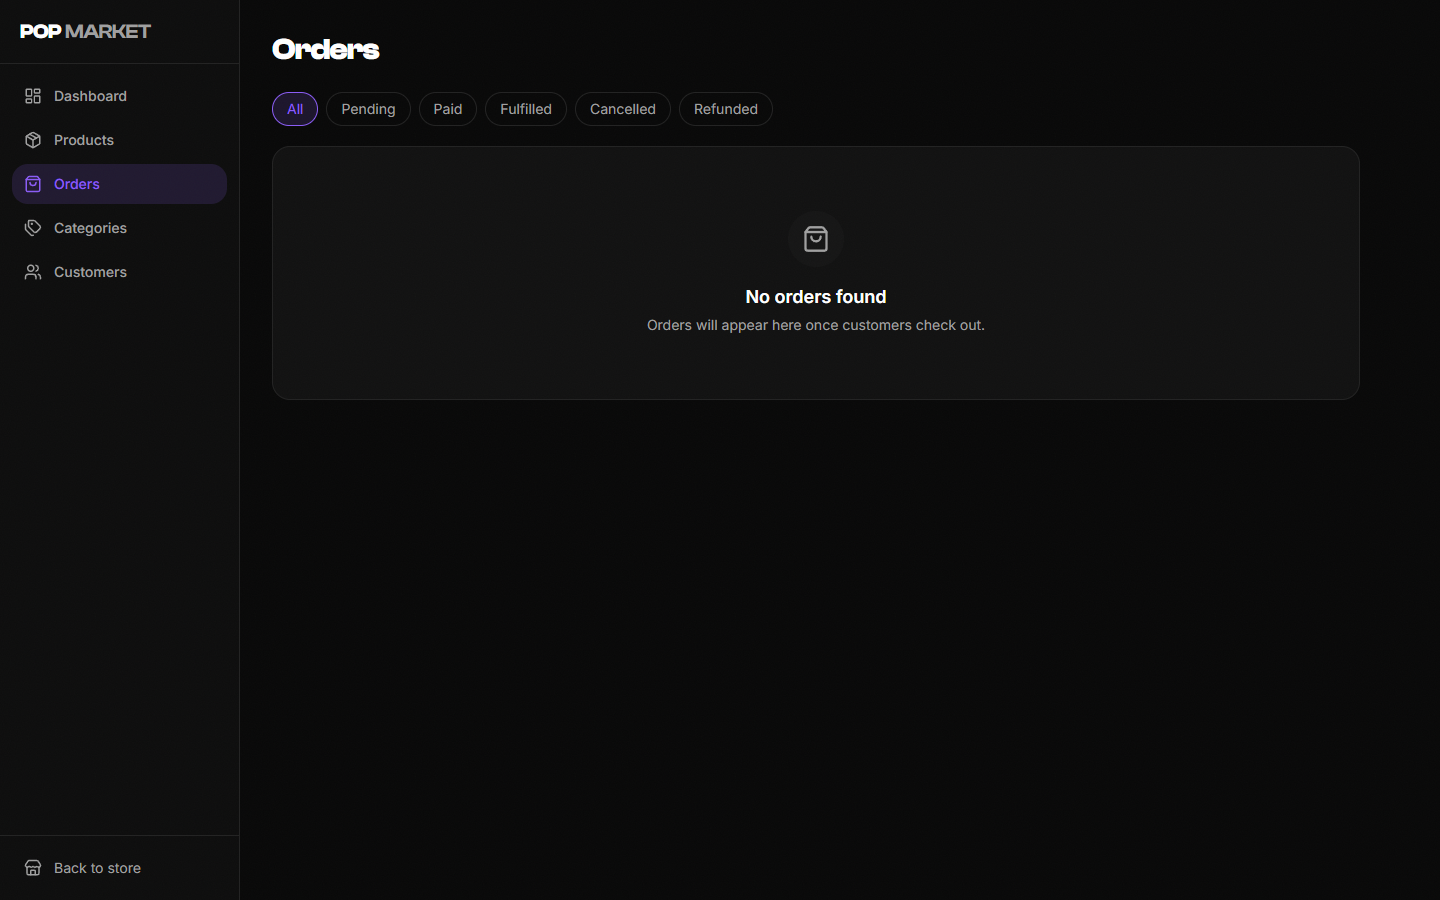 POP MARKET
Dashboard
Products
Orders
Categories
Customers
Back to store
Orders
All
Pending
Paid
Fulfilled
Cancelled
Refunded
No orders found
Orders will appear here once customers check out.